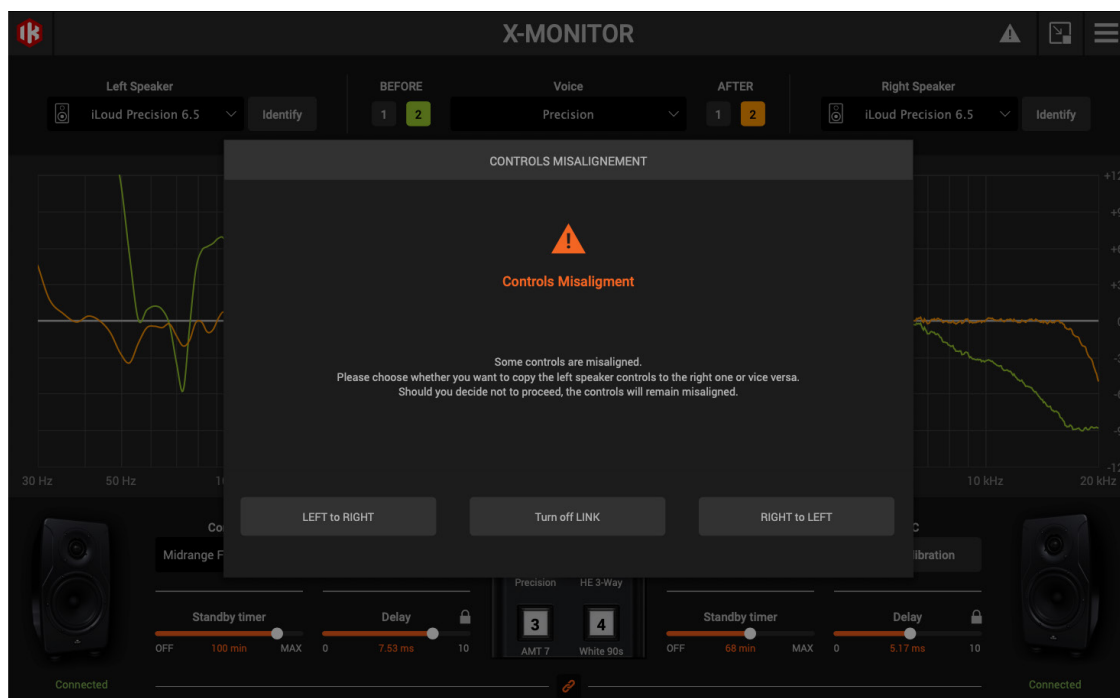 X-MONITOR
Left Speaker
BEFORE
Voice
AFTER
Right Speaker
iLoud Precision 6.5
Identify
1
2
Precision
1
2
iLoud Precision 6.5
Identify
CONTROLS MISALIGNEMENT
Controls Misaligment
Some controls are misaligned.
Please choose whether you want to copy the left speaker controls to the right one or vice versa.
Should you decide not to proceed, the controls will remain misaligned.
LEFT to RIGHT
Turn off LINK
RIGHT to LEFT
+12
+3
30 Hz
50 Hz
10 kHz
20 kHz
Co
C
Midrange F
ibration
Precision
HE 3-Way
Standby timer
Delay
3
4
Standby timer
Delay
OFF
100 min
MAX
0
7.53 ms
10
AMT 7
White 90s
OFF
68 min
MAX
0
5.17 ms
10
Connected
Connected